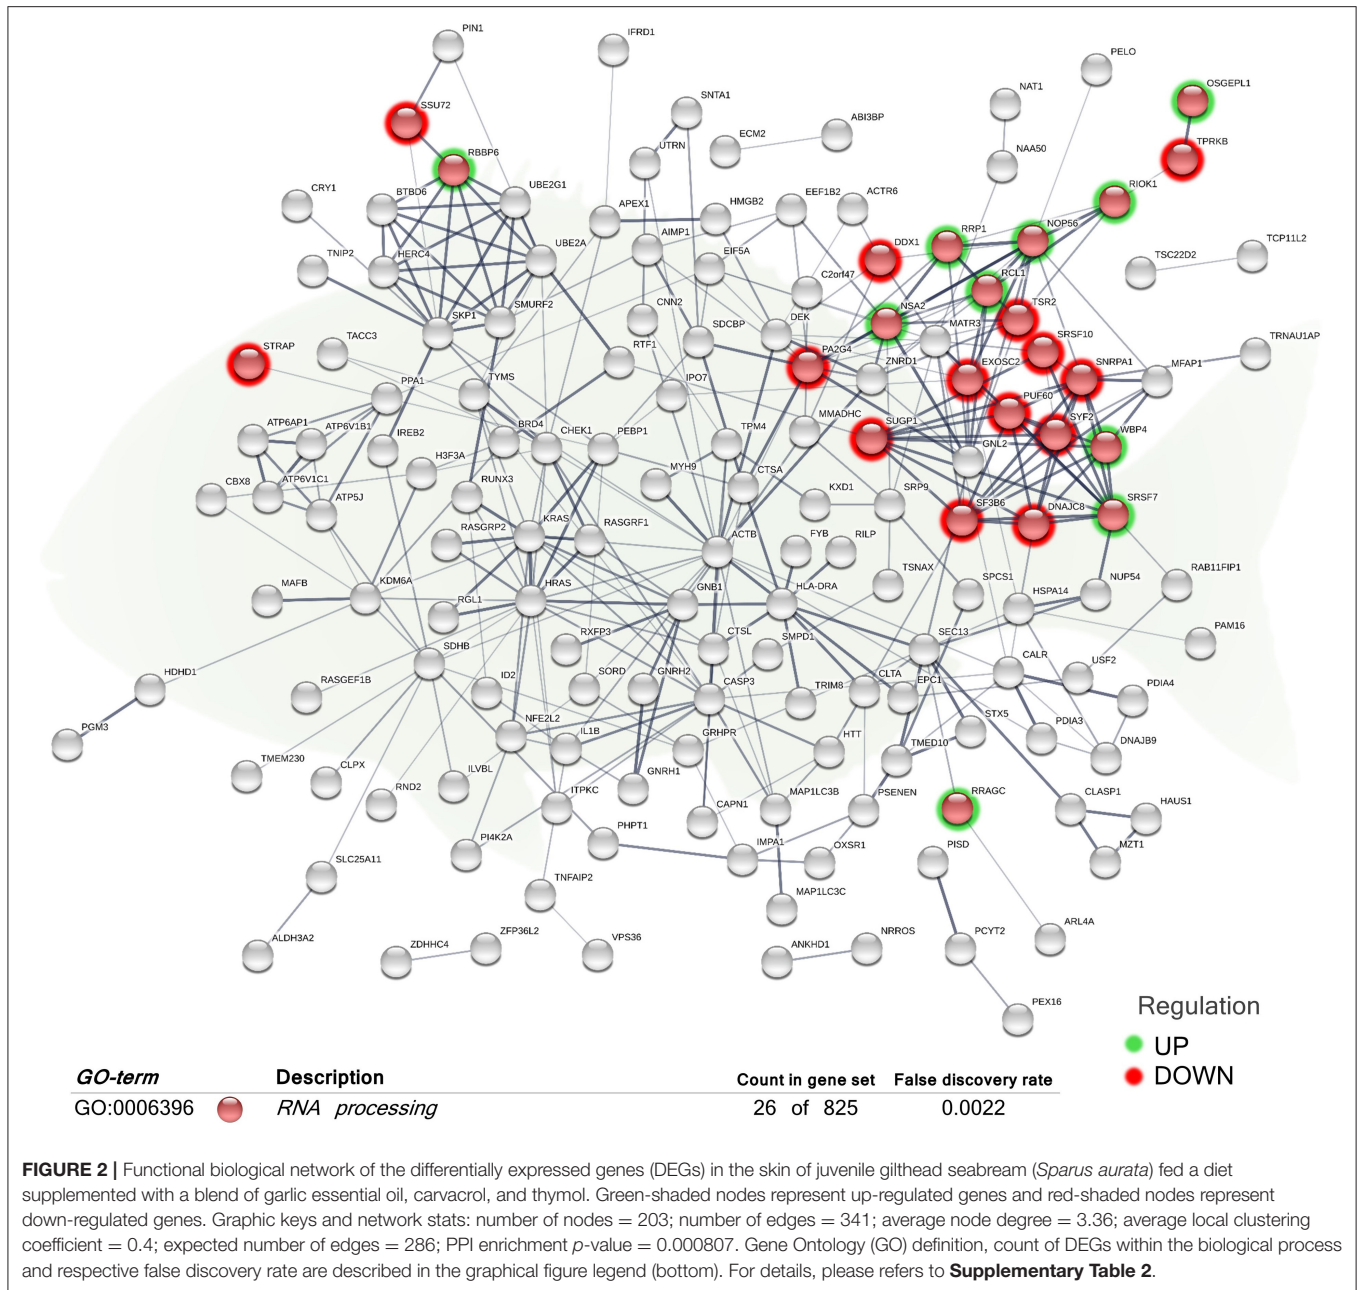 PIN1
IFRD1
PELO
SSU72
SNTA1
NAT1
OSGEPL1
ECM2
ABI3BP
RBBP6
UTRN
NAA50
TPRKB
CRY1
BTBD6
UBE2G1
APEX1
HMGB2
EEF1B2
ACTR6
RIOK1
RRP1
NOP56
TNIP2
HERC4
UBE2A
AIMP1
EIF5A
DDX1
TCP11L2
TSC22D2
C2orf47
RCL1
SKP1
SMURF2
CNN2
NSA2
TSR2
STRAP
TACC3
RTF1
SDCBP
DEK
MATR3
SRSF10
TRNAU1AP
PA2G4
ZNRD1
EXOSC2
SNRPA1
MFAP1
PPA1
TYMS
IPO7
PUF60
ATP6AP1
ATP6V1B1
IREB2
BRD4
CHEK1
PEBP1
TPM4
MMADHC
SUGP1
SYF2
WBP4
GNL2
H3F3A
CBX8
ATP6V1C1
ATP5J
RUNX3
MYH9
CTSA
KXD1
SRP9
SF3B6
DNAJC8
SRSF7
RASGRP2
KRAS
RASGRF1
ACTB
FYB
RILP
MAFB
KDM6A
RGL1
HRAS
GNB1
HLA-DRA
TSNAX
SPCS1
HSPA14
NUP54
RAB11FIP1
RXFP3
CTSL
SMPD1
SEC13
PAM16
SDHB
HDHD1
RASGEF1B
ID2
SORD
GNRH2
CASP3
TRIM8
CLTA
EPC1
CALR
USF2
PDIA4
PGM3
NFE2L2
IL1B
GRHPR
HTT
STX5
PDIA3
DNAJB9
TMEM230
CLPX
ILVBL
TMED10
RND2
ITPKC
GNRH1
CAPN1
MAP1LC3B
PSENEN
RRAGC
CLASP1
HAUS1
PI4K2A
PHPT1
IMPA1
OXSR1
PISD
MZT1
SLC25A11
TNFAIP2
MAP1LC3C
ARL4A
ALDH3A2
ZDHHC4
ZFP36L2
VPS36
ANKHD1
NRROS
PCYT2
PEX16
Regulation
UP
DOWN
GO-term Description Count in gene set False discovery rate
GO:0006396 RNA processing 26 of 825 0.0022
FIGURE 2 | Functional biological network of the differentially expressed genes (DEGs) in the skin of juvenile gilthead seabream (Sparus aurata) fed a diet
supplemented with a blend of garlic essential oil, carvacrol, and thymol. Green-shaded nodes represent up-regulated genes and red-shaded nodes represent
down-regulated genes. Graphic keys and network stats: number of nodes = 203; number of edges = 341; average node degree = 3.36; average local clustering
coefficient = 0.4; expected number of edges = 286; PPI enrichment p-value = 0.000807. Gene Ontology (GO) definition, count of DEGs within the biological process
and respective false discovery rate are described in the graphical figure legend (bottom). For details, please refers to Supplementary Table 2.